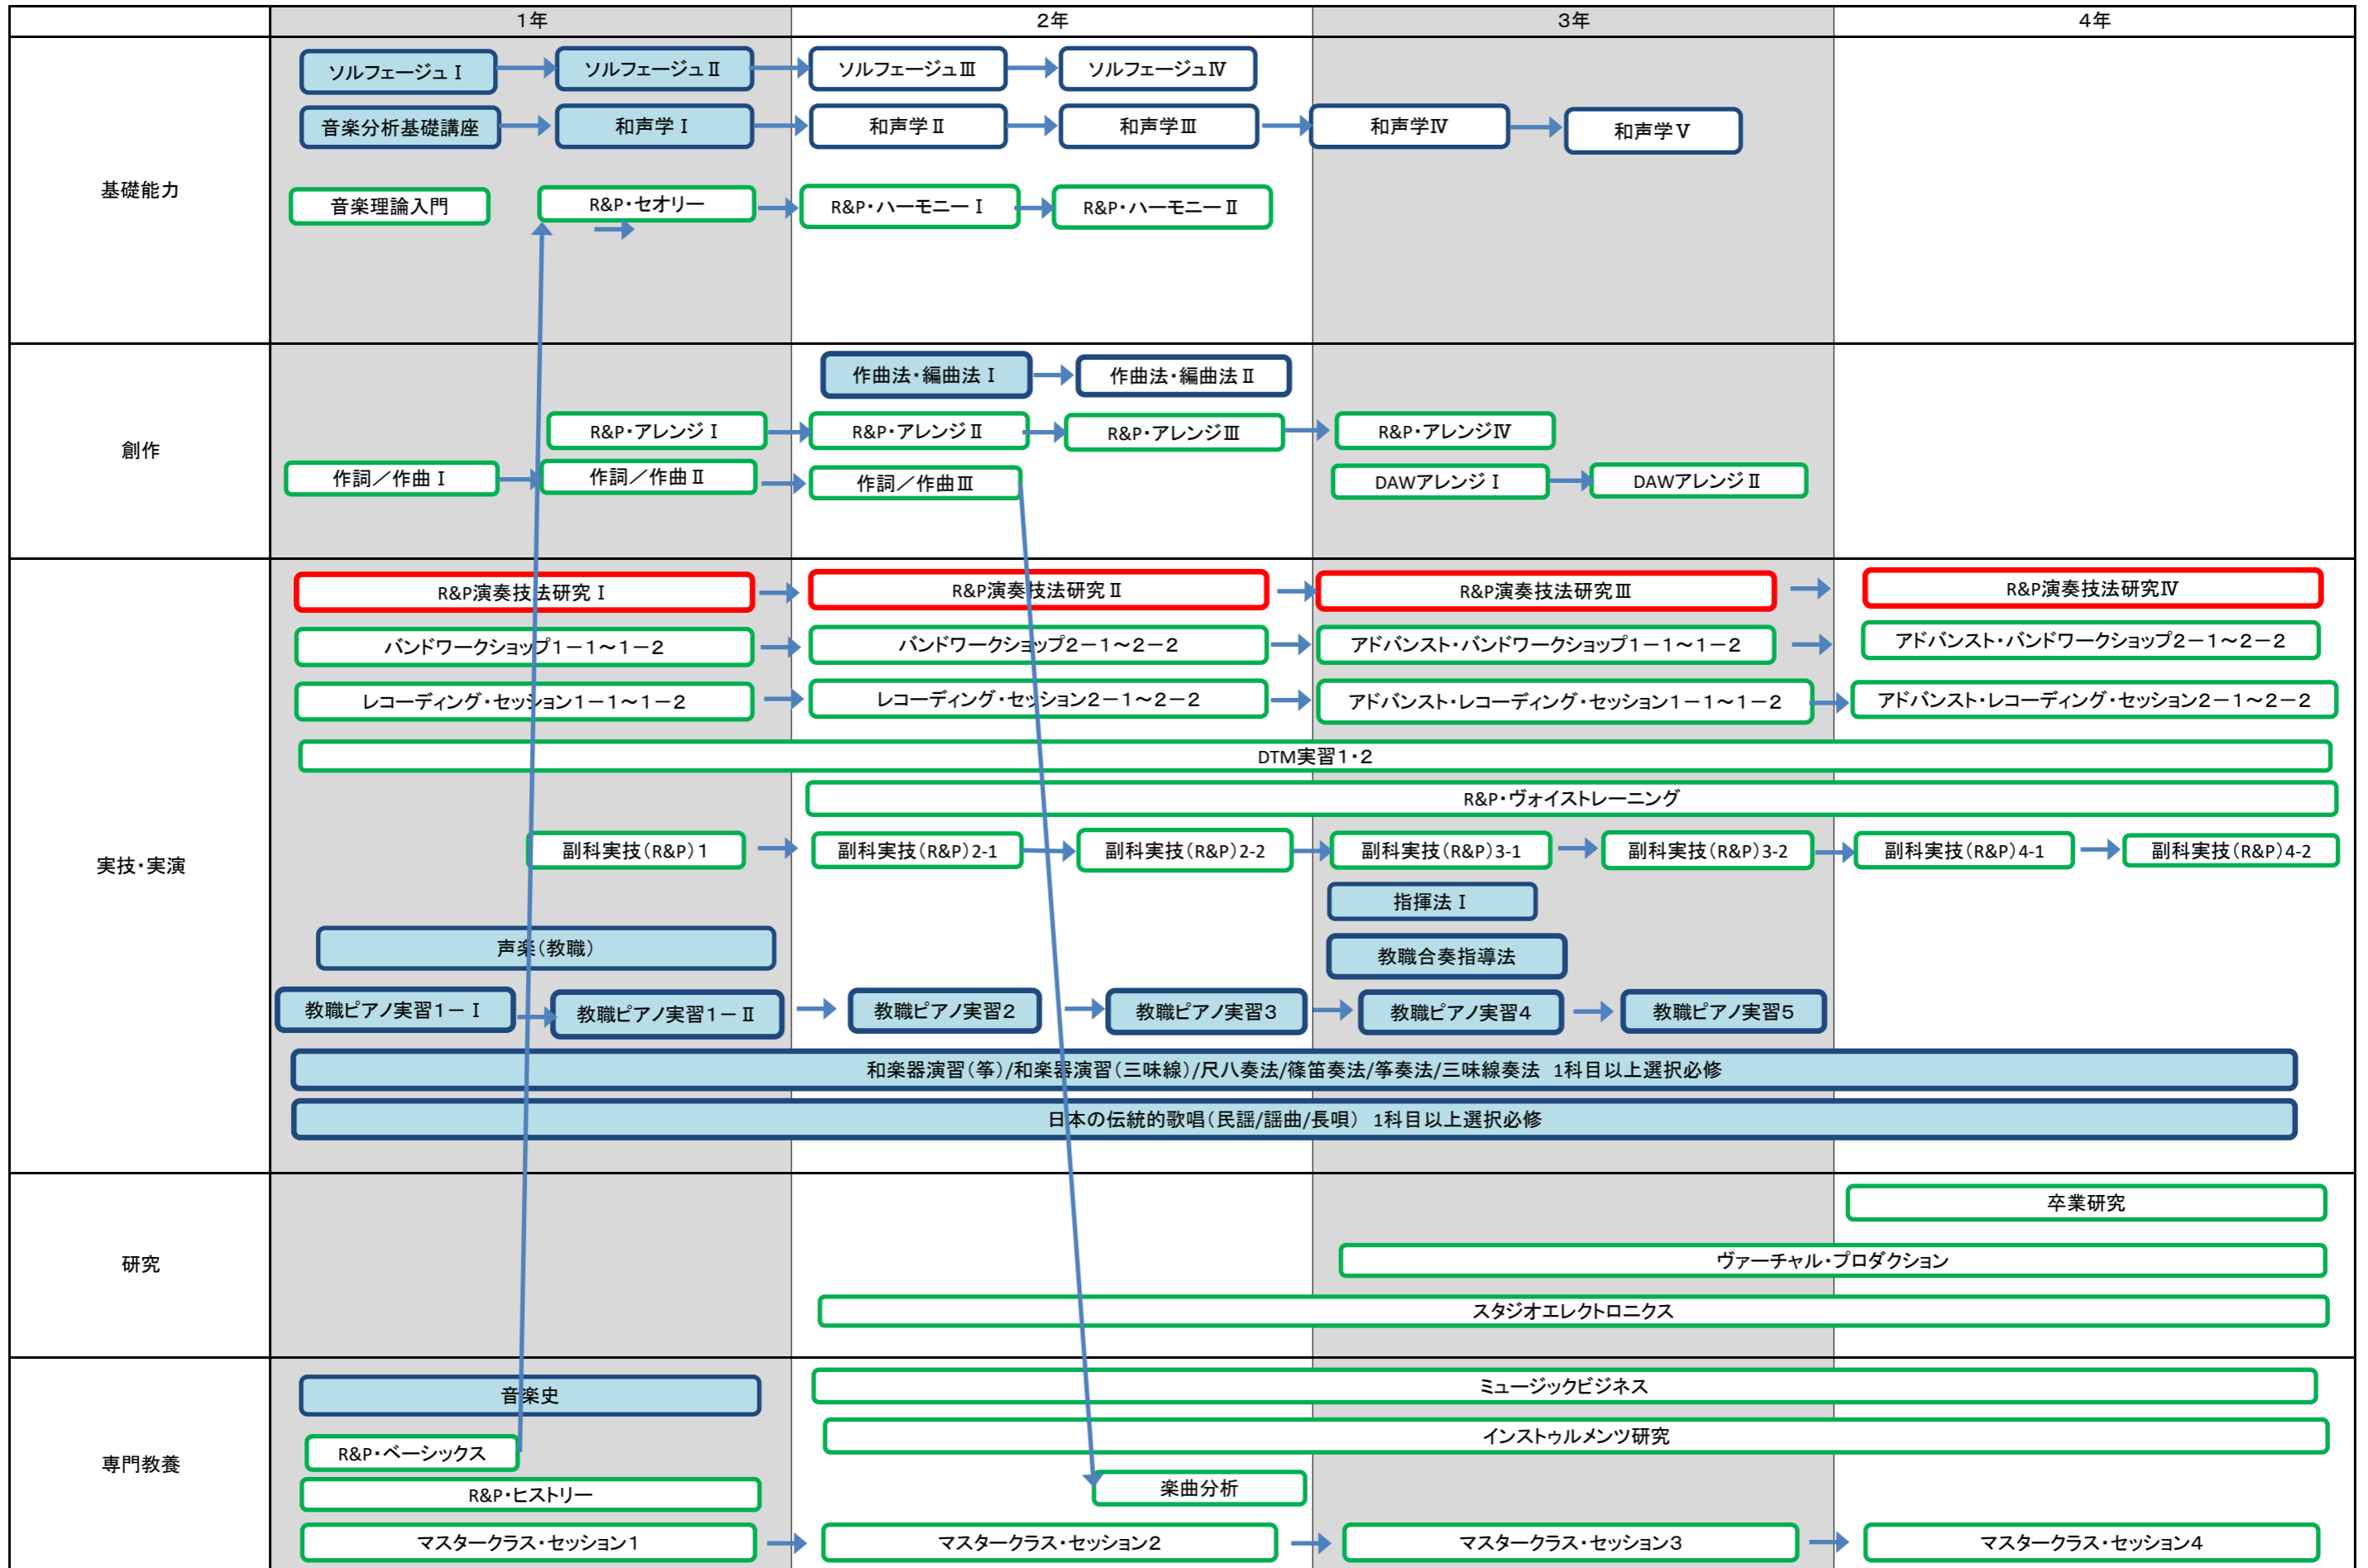 １年
２年
３年
４年
基礎能力
ソルフェージュⅠ
ソルフェージュⅡ
ソルフェージュⅢ
ソルフェージュⅣ
音楽分析基礎講座
和声学Ⅰ
和声学Ⅱ
和声学Ⅲ
和声学Ⅳ
和声学Ⅴ
音楽理論入門
R&P・セオリー
R&P・ハーモニーⅠ
R&P・ハーモニーⅡ
創作
作曲法・編曲法Ⅰ
作曲法・編曲法Ⅱ
R&P・アレンジⅠ
R&P・アレンジⅡ
R&P・アレンジⅢ
R&P・アレンジⅣ
作詞／作曲Ⅰ
作詞／作曲Ⅱ
作詞／作曲Ⅲ
DAWアレンジⅠ
DAWアレンジⅡ
実技・実演
R&P演奏技法研究Ⅰ
R&P演奏技法研究Ⅱ
R&P演奏技法研究Ⅲ
R&P演奏技法研究Ⅳ
バンドワークショップ１－１～１－２
バンドワークショップ２－１～２－２
アドバンスト・バンドワークショップ１－１～１－２
アドバンスト・バンドワークショップ２－１～２－２
レコーディング・セッション１－１～１－２
レコーディング・セッション２－１～２－２
アドバンスト・レコーディング・セッション１－１～１－２
アドバンスト・レコーディング・セッション２－１～２－２
DTM実習１・２
R&P・ヴォイストレーニング
副科実技（R&P）１
副科実技（R&P）2-1
副科実技（R&P）2-2
副科実技（R&P）3-1
副科実技（R&P）3-2
副科実技（R&P）4-1
副科実技（R&P）4-2
指揮法Ⅰ
声楽（教職）
教職合奏指導法
教職ピアノ実習１－Ⅰ
教職ピアノ実習１－Ⅱ
教職ピアノ実習２
教職ピアノ実習３
教職ピアノ実習４
教職ピアノ実習５
和楽器演習（筝）/和楽器演習（三味線）/尺八奏法/篠笛奏法/筝奏法/三味線奏法　1科目以上選択必修
日本の伝統的歌唱（民謡/謡曲/長唄）　1科目以上選択必修
研究
卒業研究
ヴァーチャル・プロダクション
スタジオエレクトロニクス
専門教養
音楽史
ミュージックビジネス
R&P・ベーシックス
インストゥルメンツ研究
R&P・ヒストリー
楽曲分析
マスタークラス・セッション１
マスタークラス・セッション２
マスタークラス・セッション３
マスタークラス・セッション４